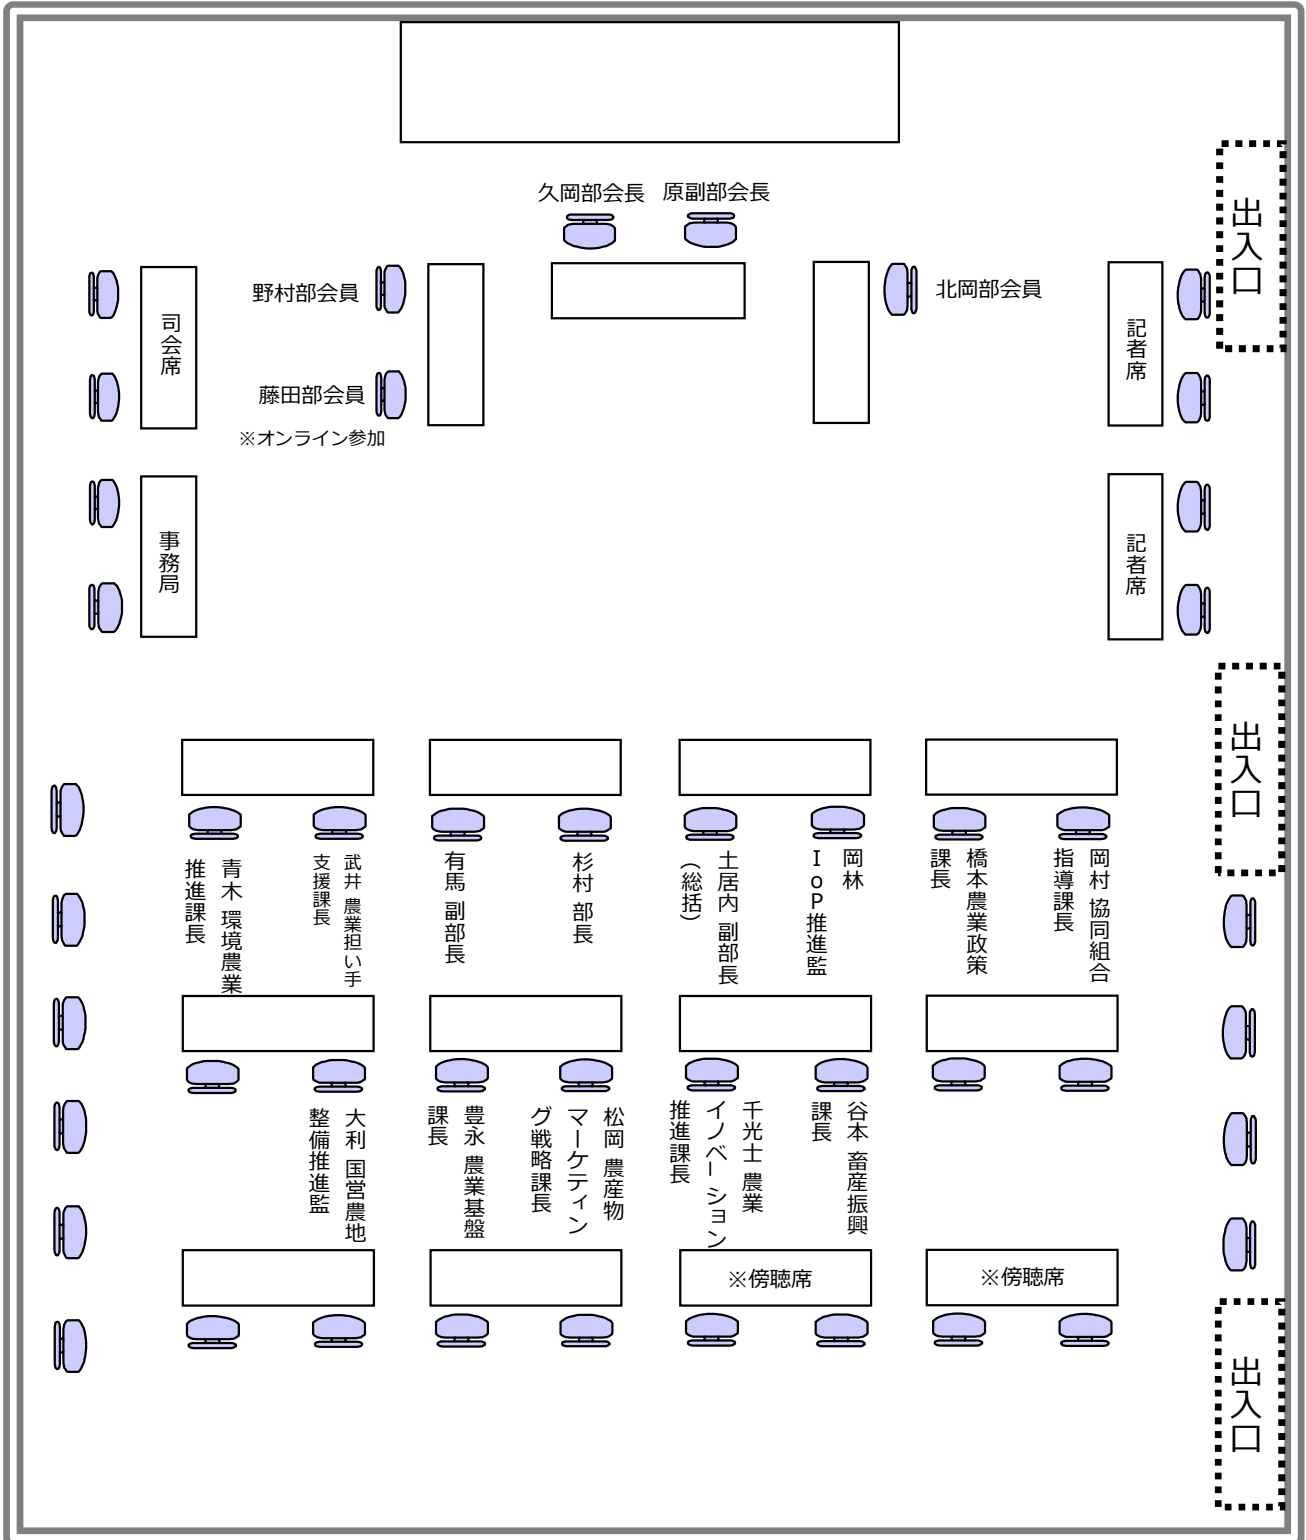 久岡部会長
原副部会長
出入口
野村部会員
北岡部会員
司会席
記者席
藤田部会員
※オンライン参加
事務局
記者席
出入口
青木 環境農業
推進課長
武井 農業担い手
支援課長
有馬 副部長
杉村 部長
土居内 副部長
（総括）
岡林
IoP推進監
橋本農業政策
課長
岡村 協同組合
指導課長
大利 国営農地
整備推進監
豊永 農業基盤
課長
松岡 農産物
マーケティン
グ戦略課長
千光士 農業
イノベーション
推進課長
谷本 畜産振興
課長
※傍聴席
※傍聴席
出入口